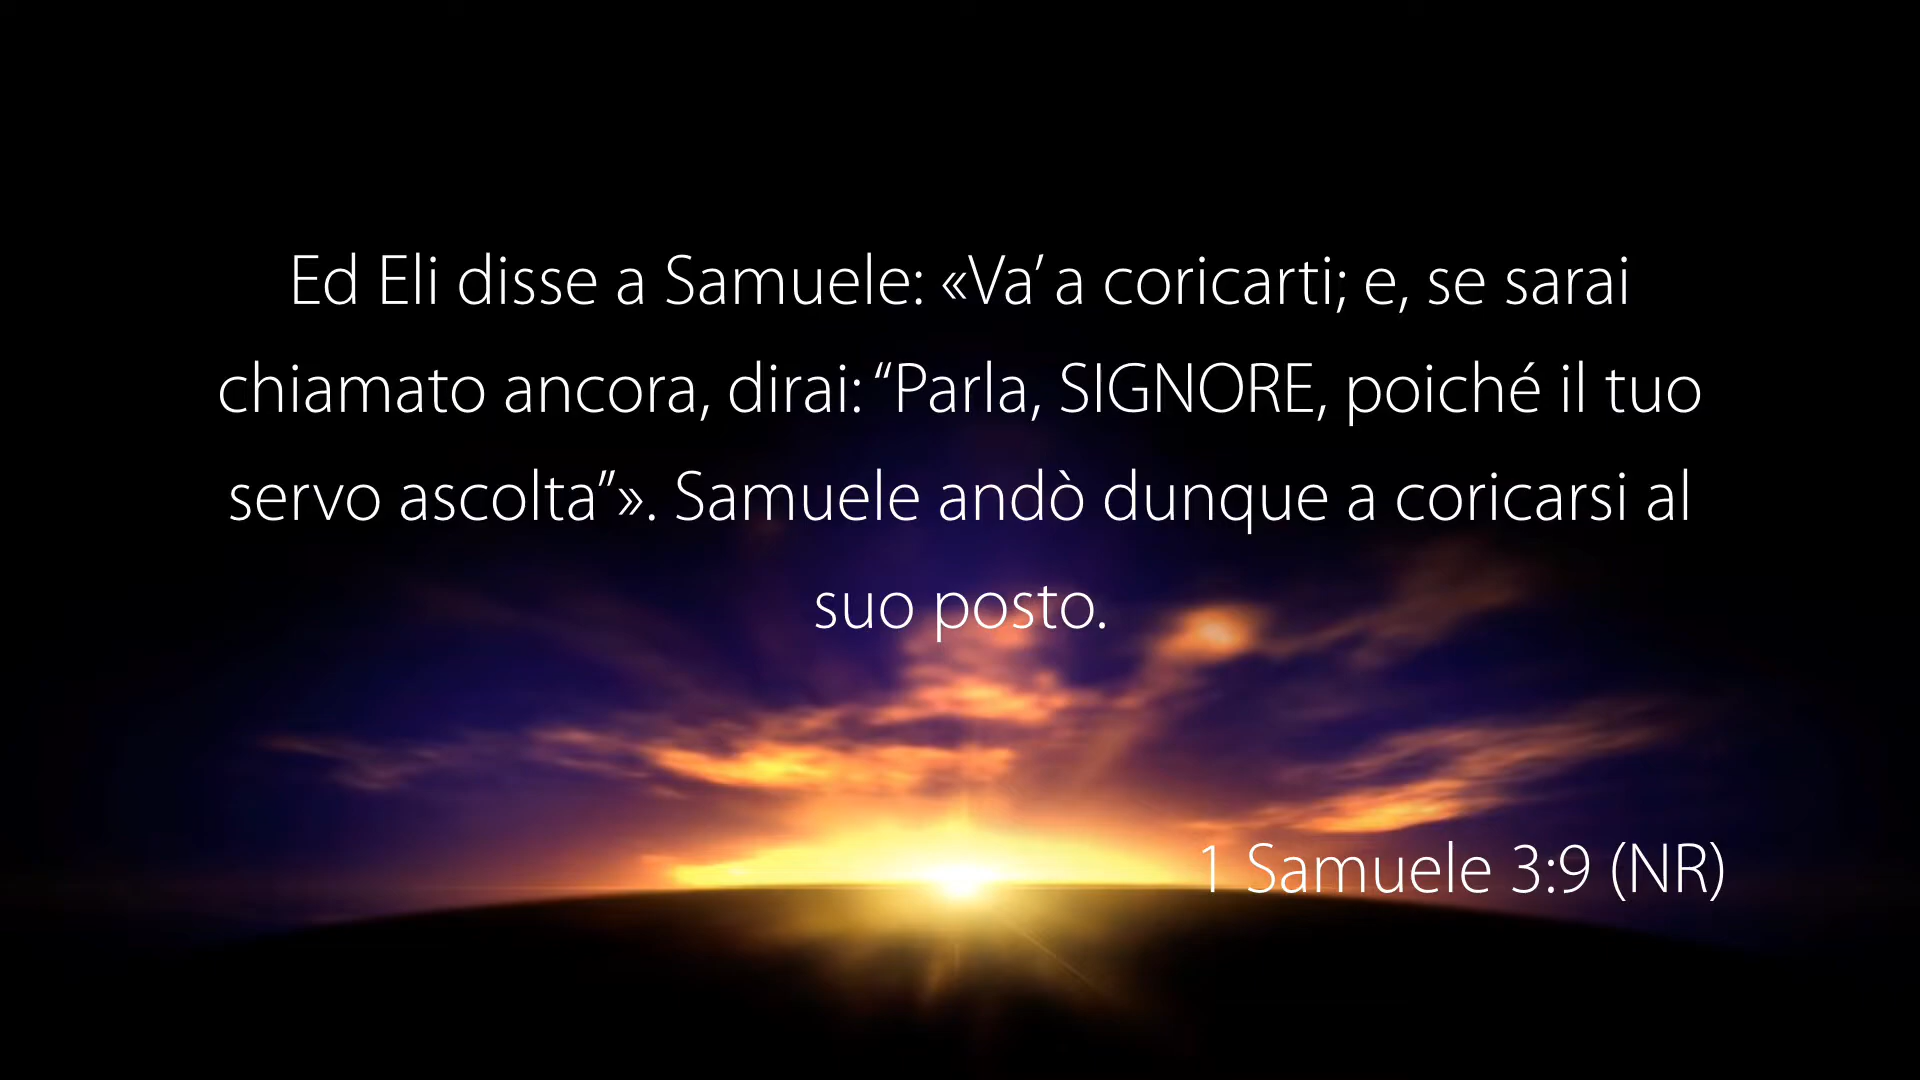 Ed Eli disse a Samuele: «Va’ a coricarti; e, se sarai
chiamato ancora, dirai: “Parla, SIGNORE, poiché il tuo
servo ascolta”». Samuele andò dunque a coricarsi al
suo posto.
1 Samuele 3:9 (NR)